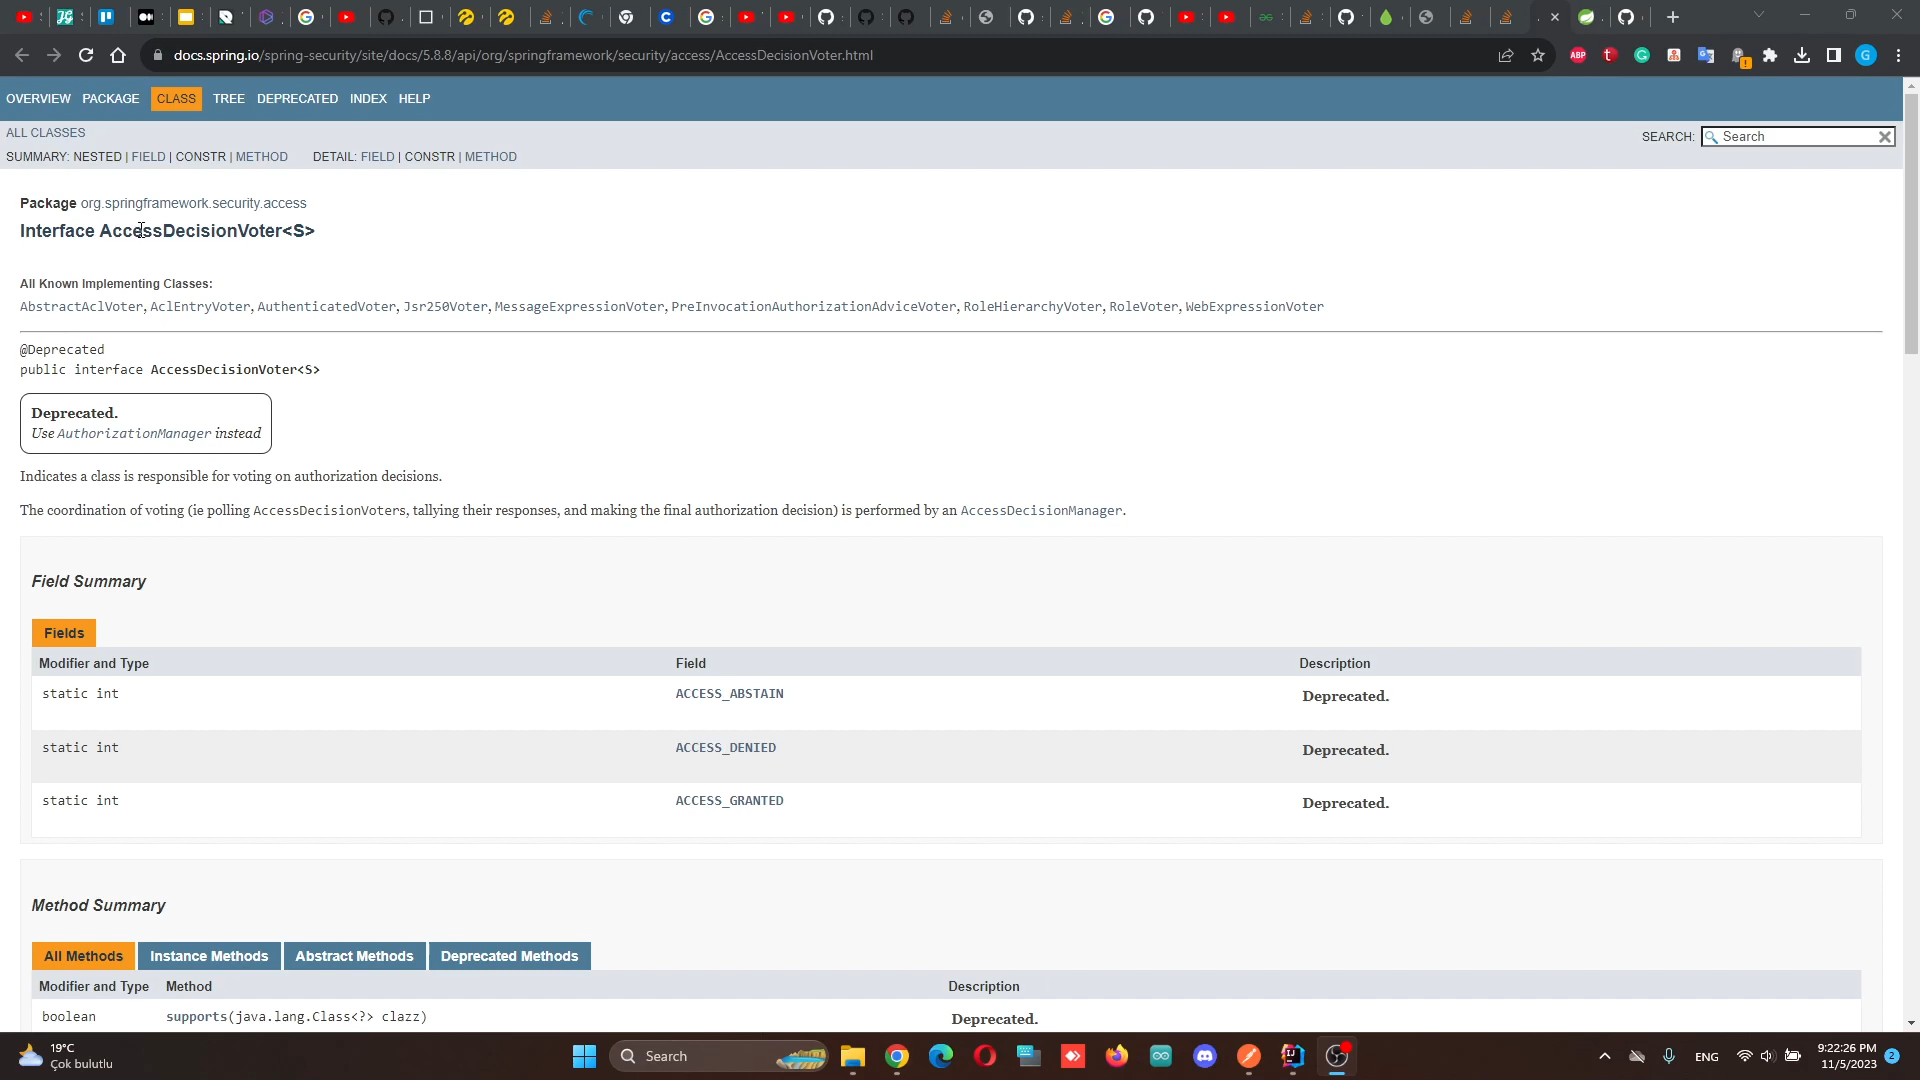 docs.spring.io/spring-security/site/docs/5.8.8/api/org/springframework/security/access/AccessDecisionVoter.html
ABP
G
OVERVIEW PACKAGE CLASS TREE DEPRECATED INDEX HELP
ALL CLASSES
SEARCH: Search
SUMMARY: NESTED | FIELD | CONSTR | METHOD DETAIL: FIELD | CONSTR | METHOD
Package org.springframework.security.access
Interface AccessDecisionVoter<S>
All Known Implementing Classes:
AbstractAclVoter, AclEntryVoter, AuthenticatedVoter, Jsr250Voter, MessageExpressionVoter, PreInvocationAuthorizationAdviceVoter, RoleHierarchyVoter, RoleVoter, WebExpressionVoter
@Deprecated
public interface AccessDecisionVoter<S>
Deprecated.
Use AuthorizationManager instead
Indicates a class is responsible for voting on authorization decisions.
The coordination of voting (ie polling AccessDecisionVoters, tallying their responses, and making the final authorization decision) is performed by an AccessDecisionManager.
Field Summary
Fields
Modifier and Type Field Description
static int ACCESS_ABSTAIN Deprecated.
static int ACCESS_DENIED Deprecated.
static int ACCESS_GRANTED Deprecated.
Method Summary
All Methods Instance Methods Abstract Methods Deprecated Methods
Modifier and Type Method Description
boolean supports(java.lang.Class<?> clazz) Deprecated.
19°C
Çok bulutlu
Search
ENG
9:22:26 PM
11/5/2023
2